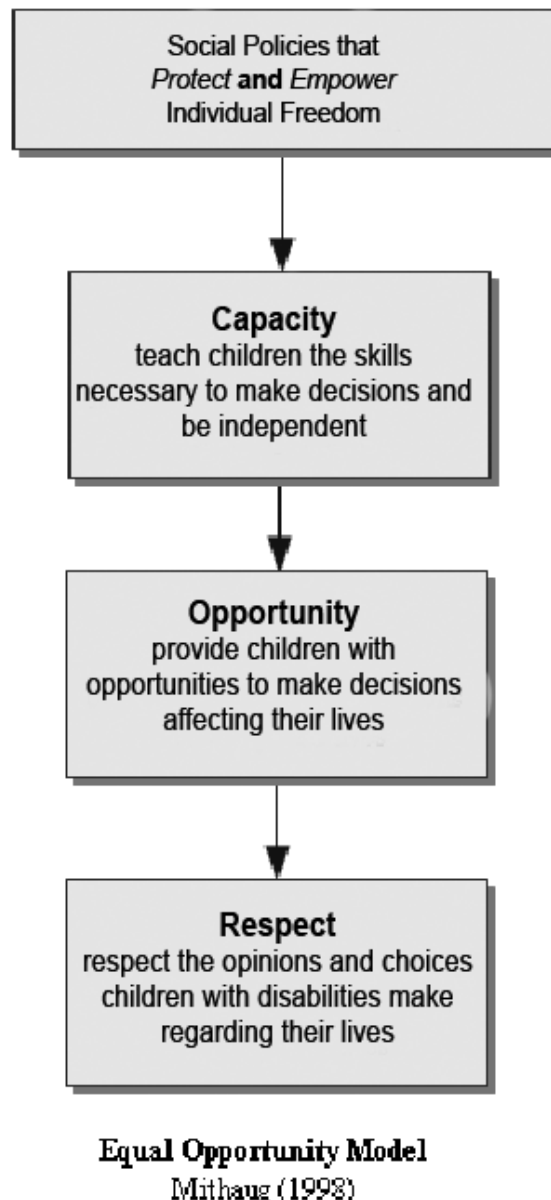 Social Policies that
Protect and Empower
Individual Freedom
Capacity
teach children the skills
necessary to make decisions and
be independent
Opportunity
provide children with
opportunities to make decisions
affecting their lives
Respect
respect the opinions and choices
children with disabilities make
regarding their lives
Equal Opportunity Model
Mithaug (1998)